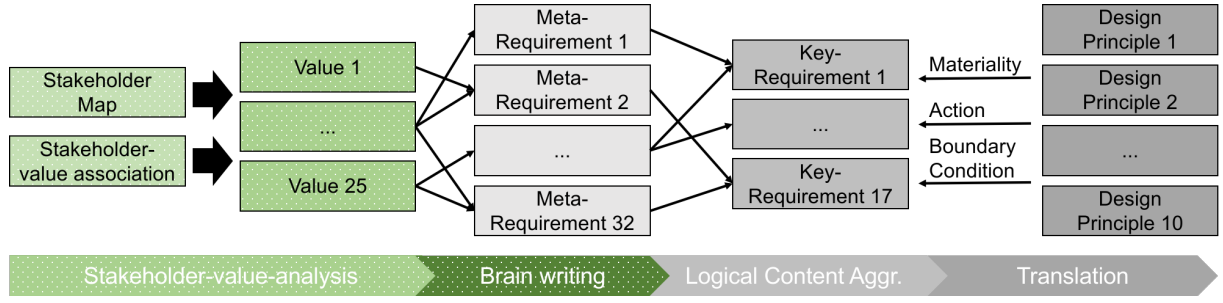 Stakeholder
Map
Stakeholder-
value association
Value 1
...
Value 25
Meta-
Requirement 1
Meta-
Requirement 2
...
Meta-
Requirement 32
Key-
Requirement 1
...
Key-
Requirement 17
Materiality
Action
Boundary
Condition
Design
Principle 1
Design
Principle 2
...
Design
Principle 10
Stakeholder-value-analysis
Brain writing
Logical Content Aggr.
Translation